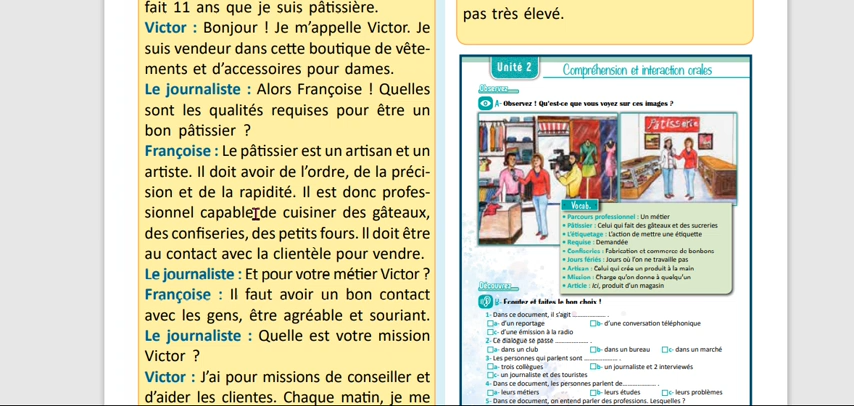 fait 11 ans que je suis pâtissière.
Victor : Bonjour ! Je m'appelle Victor. Je
suis vendeur dans cette boutique de vête-
ments et d'accessoires pour dames.
Le journaliste : Alors Françoise ! Quelles
sont les qualités requises pour être un
bon pâtissier ?
Françoise : Le pâtissier est un artisan et un
artiste. Il doit avoir de l'ordre, de la préci-
sion et de la rapidité. Il est donc profes-
sionnel capable de cuisiner des gâteaux,
des confiseries, des petits fours. Il doit être
au contact avec la clientèle pour vendre.
Le journaliste : Et pour votre métier Victor ?
Françoise : Il faut avoir un bon contact
avec les gens, être agréable et souriant.
Le journaliste : Quelle est votre mission
Victor ?
Victor : J'ai pour missions de conseiller et
d'aider les clientes. Chaque matin, je me
pas très élevé.
Unité 2
Compréhension et interaction orales
Observez
A- Observez ! Qu'est-ce que vous voyez sur ces images ?
Pâtisserie
Vocab.
• Parcours professionnel : Un métier
• Pâtissier : Celui qui fait des gâteaux et des sucreries
• L'étiquetage : L'action de mettre une étiquette
• Requise : Demandée
• Confiseries : Fabrication et commerce de bonbons
• Jours fériés : Jours où l'on ne travaille pas
• Artisan : Celui qui crée un produit à la main
• Mission : Charge qu'on donne à quelqu'un
• Article : Ici, produit d'un magasin
Découvrez
Ecoutez et faites le bon choix !
1- Dans ce document, il s'agit ............... .
a- d'un reportage
b- d'une conversation téléphonique
c- d'une émission à la radio
2- Ce dialogue se passe ............... .
a- dans un club
b- dans un bureau
c- dans un marché
3- Les personnes qui parlent sont ............... .
a- trois collègues
b- un journaliste et 2 interviewés
c- un journaliste et des touristes
4- Dans ce document, les personnes parlent de............... .
a- leurs métiers
b- leurs études
c- leurs problèmes
5- Dans ce document, on entend parler des professions. Lesquelles ?